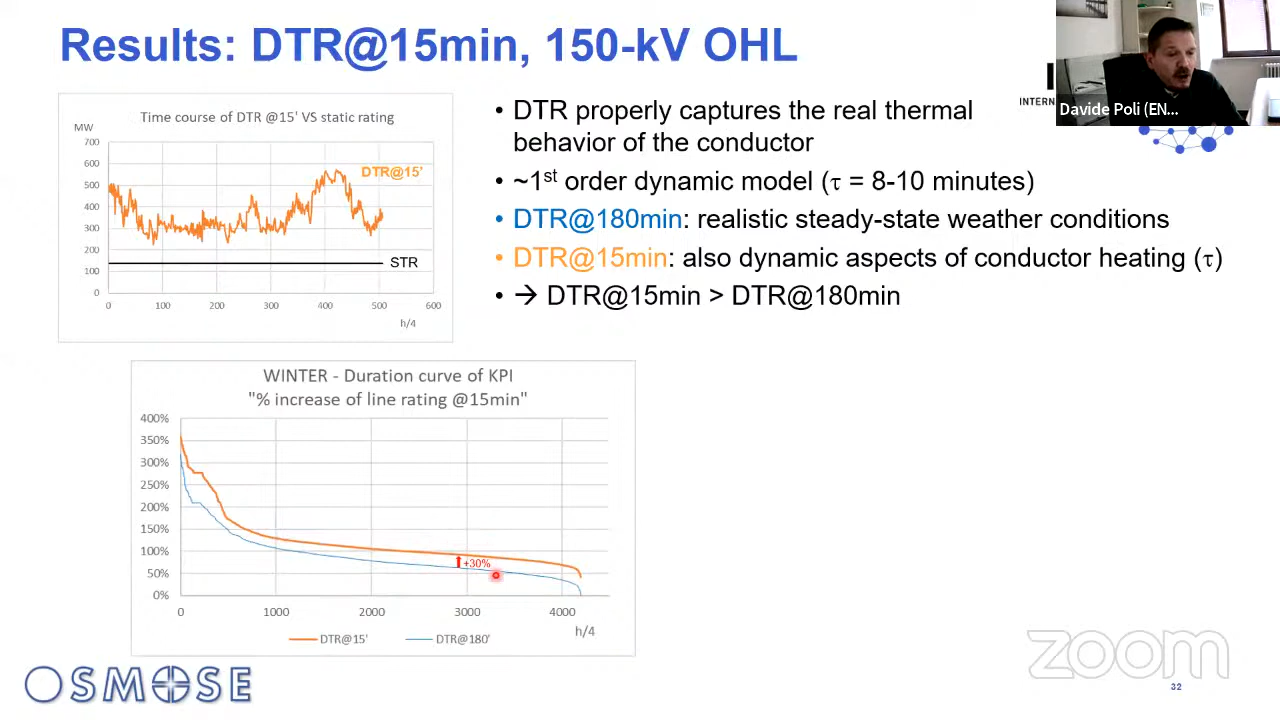 Results: DTR@15min, 150-kV OHL
INTERN
Davide Poli (EN...
Time course of DTR @15' VS static rating
MW
700
600
500
400
300
200
100
0
DTR@15'
STR
0 100 200 300 400 500 600
h/4
• DTR properly captures the real thermal
behavior of the conductor
• ~1st order dynamic model (τ = 8-10 minutes)
• DTR@180min: realistic steady-state weather conditions
• DTR@15min: also dynamic aspects of conductor heating (τ)
• → DTR@15min > DTR@180min
WINTER - Duration curve of KPI
"% increase of line rating @15min"
400%
350%
300%
250%
200%
150%
100%
50%
0%
+30%
0 1000 2000 3000 4000
h/4
DTR@15' DTR@180'
OSMOSE
zoom
32